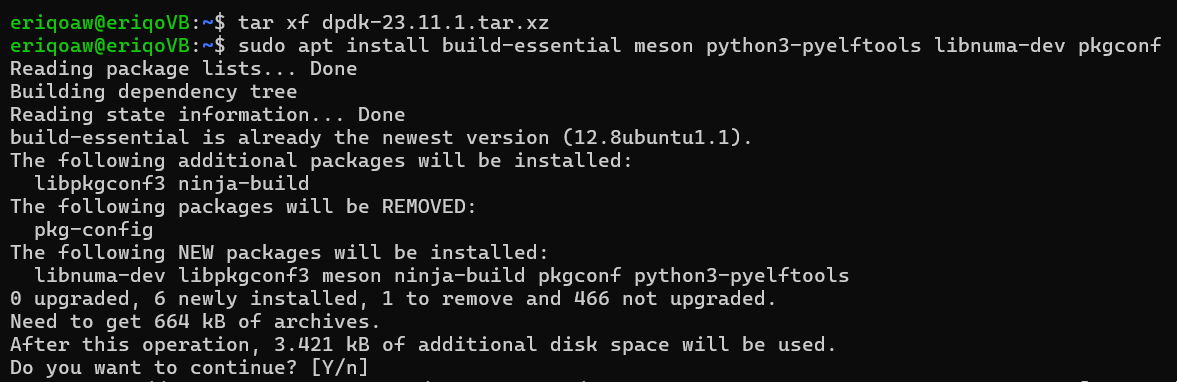 eriqoaw@eriqoVB:~$ tar xf dpdk-23.11.1.tar.xz
eriqoaw@eriqoVB:~$ sudo apt install build-essential meson python3-pyelftools libnuma-dev pkgconf
Reading package lists... Done
Building dependency tree
Reading state information... Done
build-essential is already the newest version (12.8ubuntu1.1).
The following additional packages will be installed:
  libpkgconf3 ninja-build
The following packages will be REMOVED:
  pkg-config
The following NEW packages will be installed:
  libnuma-dev libpkgconf3 meson ninja-build pkgconf python3-pyelftools
0 upgraded, 6 newly installed, 1 to remove and 466 not upgraded.
Need to get 664 kB of archives.
After this operation, 3.421 kB of additional disk space will be used.
Do you want to continue? [Y/n]